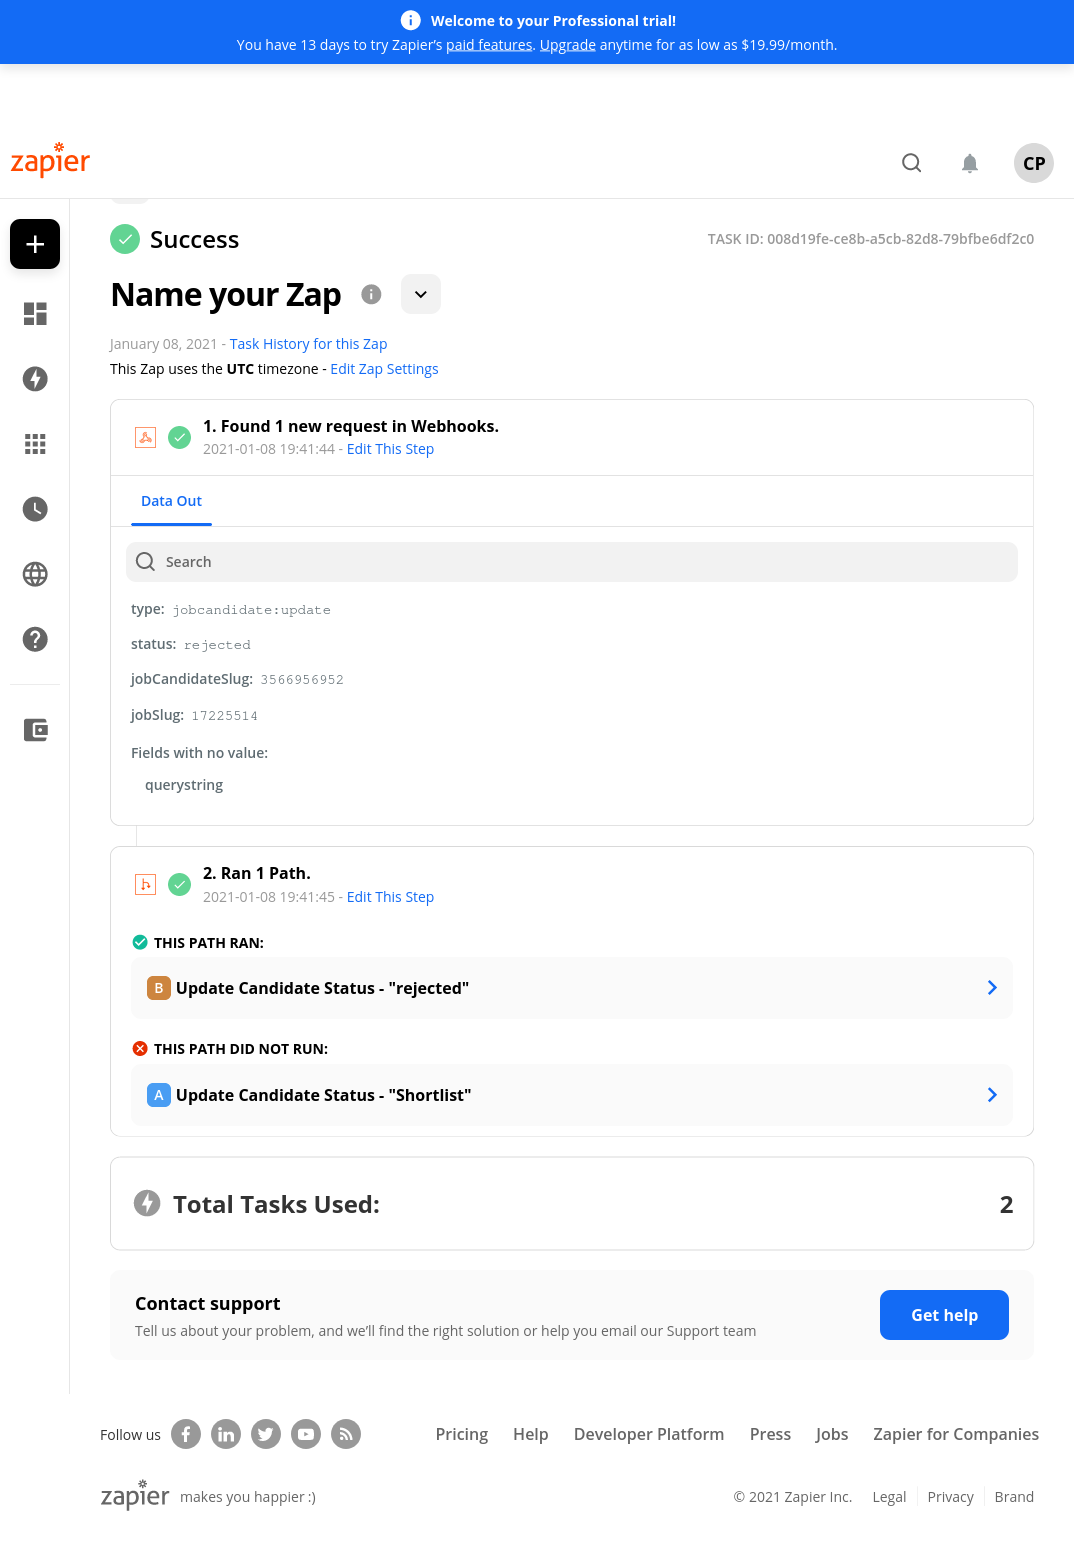 Welcome to your Professional trial!
You have 13 days to try Zapier's paid features. Upgrade anytime for as low as $19.99/month.
zapier
CP
Success
TASK ID: 008d19fe-ce8b-a5cb-82d8-79bfbe6df2c0
Name your Zap
January 08, 2021 - Task History for this Zap
This Zap uses the UTC timezone - Edit Zap Settings
1. Found 1 new request in Webhooks.
2021-01-08 19:41:44 - Edit This Step
Data Out
Search
type: jobcandidate:update
status: rejected
jobCandidateSlug: 3566956952
jobSlug: 17225514
Fields with no value:
querystring
2. Ran 1 Path.
2021-01-08 19:41:45 - Edit This Step
THIS PATH RAN:
B Update Candidate Status - "rejected"
THIS PATH DID NOT RUN:
A Update Candidate Status - "Shortlist"
Total Tasks Used: 2
Contact support
Tell us about your problem, and we'll find the right solution or help you email our Support team
Get help
Follow us
Pricing Help Developer Platform Press Jobs Zapier for Companies
zapier makes you happier :)
© 2021 Zapier Inc. Legal Privacy Brand